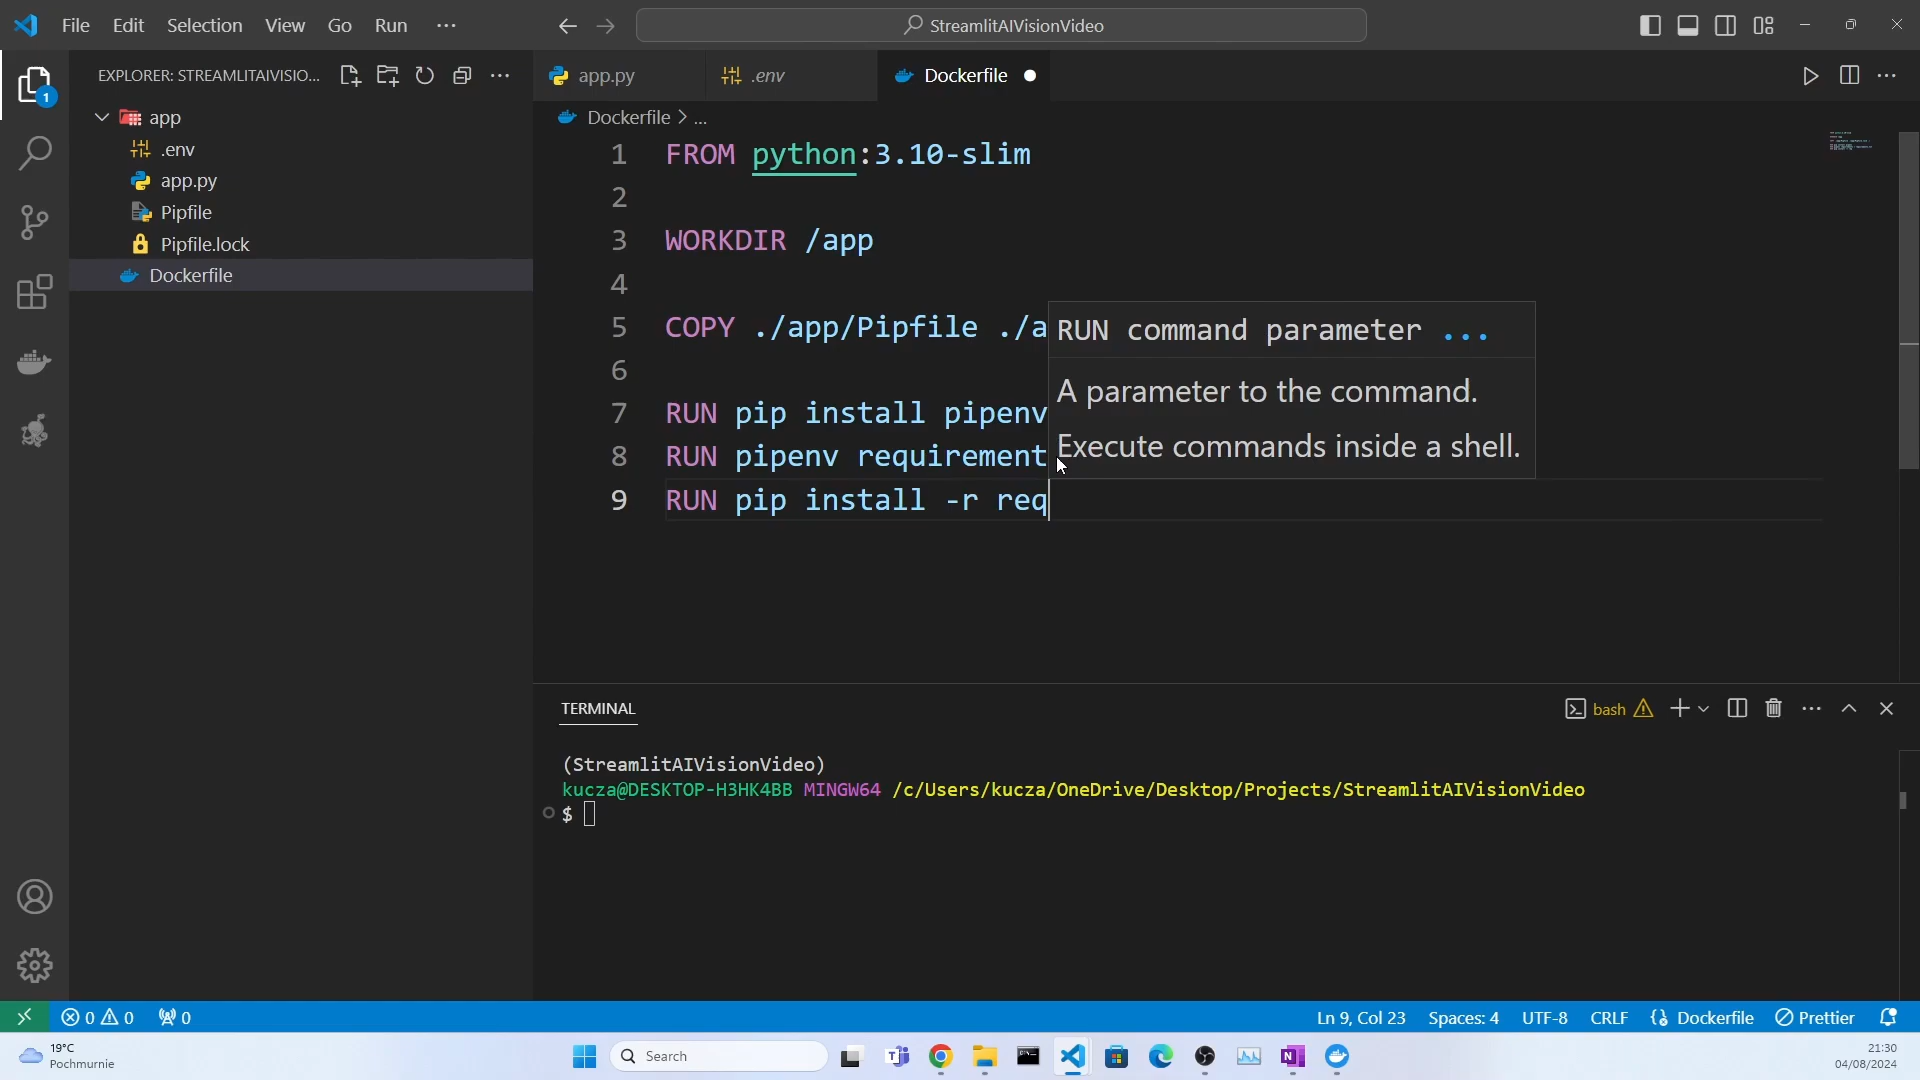 File Edit Selection View Go Run ...
StreamlitAIVisionVideo
EXPLORER: STREAMLITAIVISIO...
1
app
.env
app.py
Pipfile
Pipfile.lock
Dockerfile
app.py
.env
Dockerfile
Dockerfile > ...
1 FROM python:3.10-slim
2
3 WORKDIR /app
4
5 COPY ./app/Pipfile ./a
6
7 RUN pip install pipenv
8 RUN pipenv requirement
9 RUN pip install -r req
RUN command parameter ...
A parameter to the command.
Execute commands inside a shell.
TERMINAL
bash
(StreamlitAIVisionVideo)
kucza@DESKTOP-H3HK4BB MINGW64 /c/Users/kucza/OneDrive/Desktop/Projects/StreamlitAIVisionVideo
$
0 0 0
Ln 9, Col 23 Spaces: 4 UTF-8 CRLF Dockerfile Prettier
19°C
Pochmurnie
Search
21:30
04/08/2024